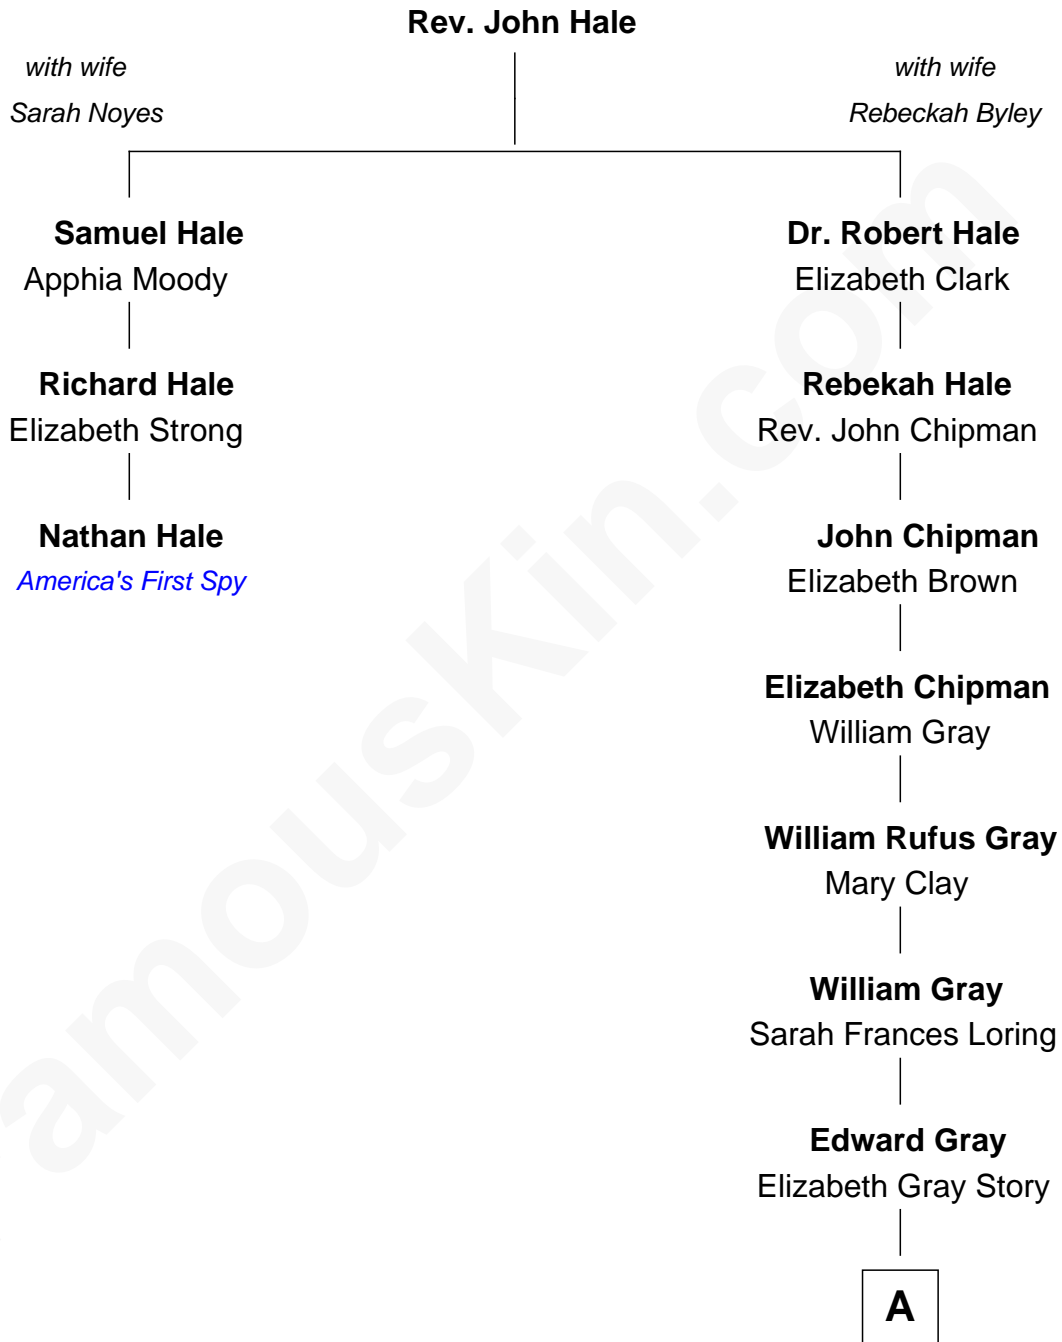 Rev. John Hale
with wife
Sarah Noyes
with wife
Rebeckah Byley
Samuel Hale
Apphia Moody
Dr. Robert Hale
Elizabeth Clark
Richard Hale
Elizabeth Strong
Rebekah Hale
Rev. John Chipman
Nathan Hale
America's First Spy
John Chipman
Elizabeth Brown
Elizabeth Chipman
William Gray
William Rufus Gray
Mary Clay
William Gray
Sarah Frances Loring
Edward Gray
Elizabeth Gray Story
A
amouskin.com